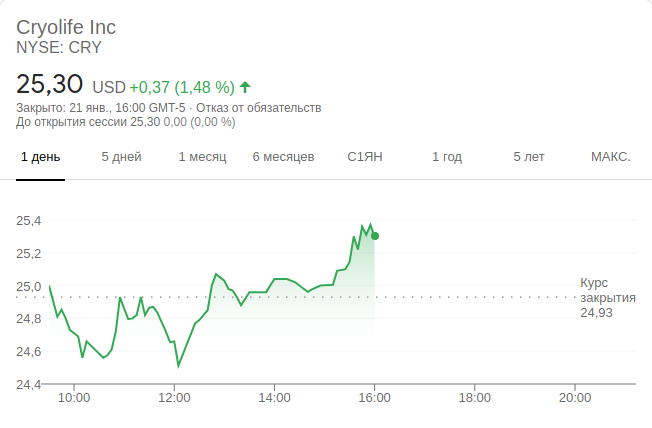 Cryolife Inc
NYSE: CRY
25,30 USD +0,37 (1,48 %)
Закрыто: 21 янв., 16:00 GMT-5 · Отказ от обязательств
До открытия сессии 25,30 0,00 (0,00 %)
1 день 5 дней 1 месяц 6 месяцев С1ЯН 1 год 5 лет МАКС.
25,4
25,2
25,0
24,8
24,6
24,4
Курс
закрытия
24,93
10:00 12:00 14:00 16:00 18:00 20:00